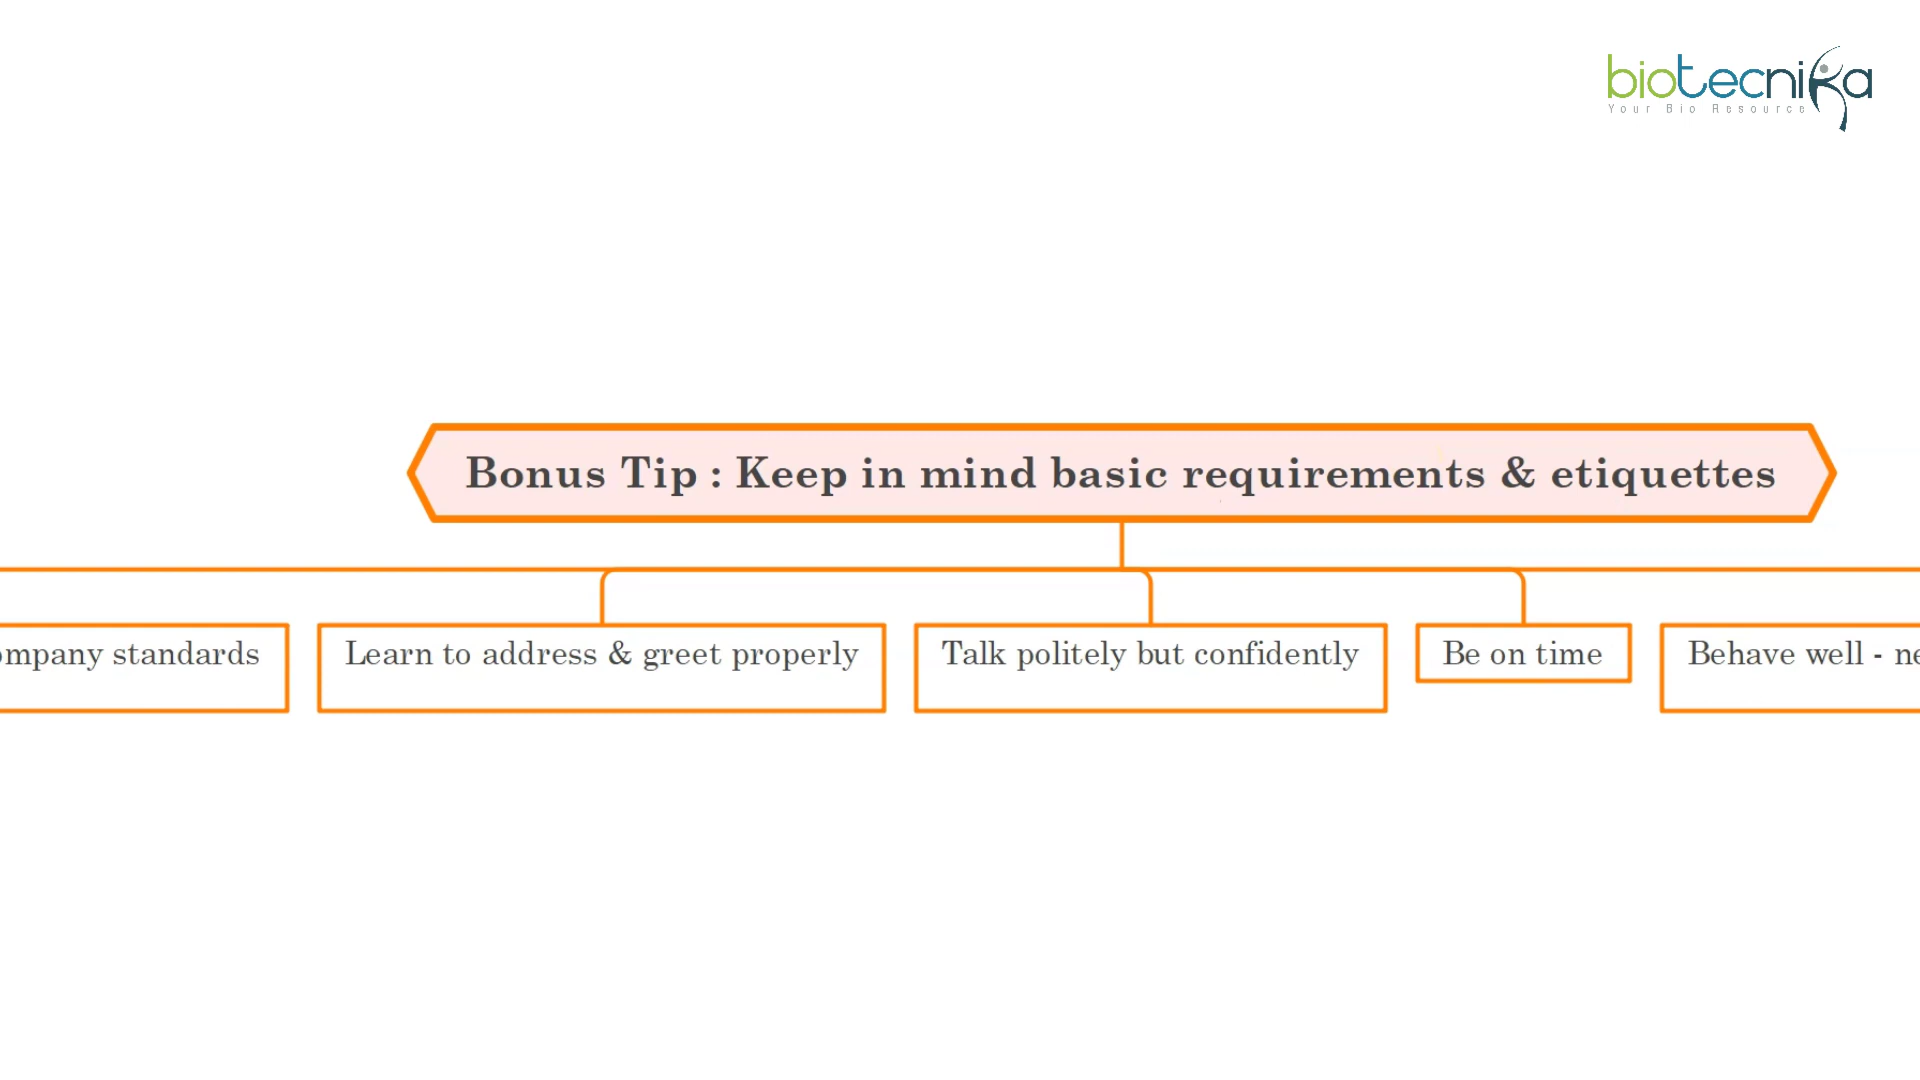 biotecnika
Your Bio Resource
Bonus Tip : Keep in mind basic requirements & etiquettes
standards
Learn to address & greet properly
Talk politely but confidently
Be on time
Behave well -